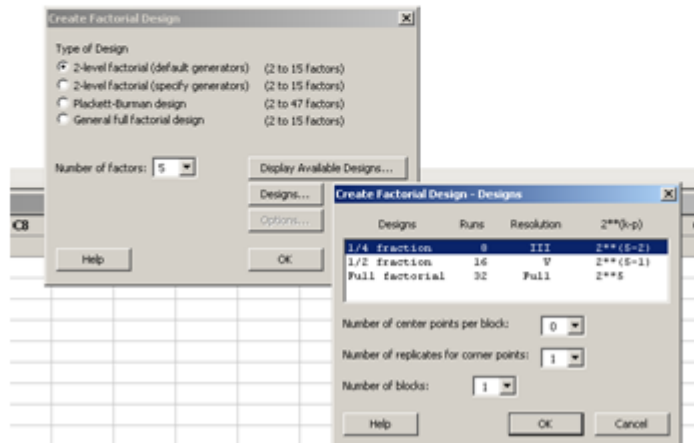 Create Factorial Design
Type of Design
2-level factorial (default generators) (2 to 15 factors)
2-level factorial (specify generators) (2 to 15 factors)
Plackett-Burman design (2 to 47 factors)
General full factorial design (2 to 15 factors)
Number of factors: 5
Display Available Designs...
Designs...
Options...
Help
OK
C8
Create Factorial Design - Designs
Designs Runs Resolution 2**(k-p)
1/4 fraction 8 III 2**(5-2)
1/2 fraction 16 V 2**(5-1)
Full factorial 32 Full 2**5
Number of center points per block: 0
Number of replicates for corner points: 1
Number of blocks: 1
Help
OK
Cancel